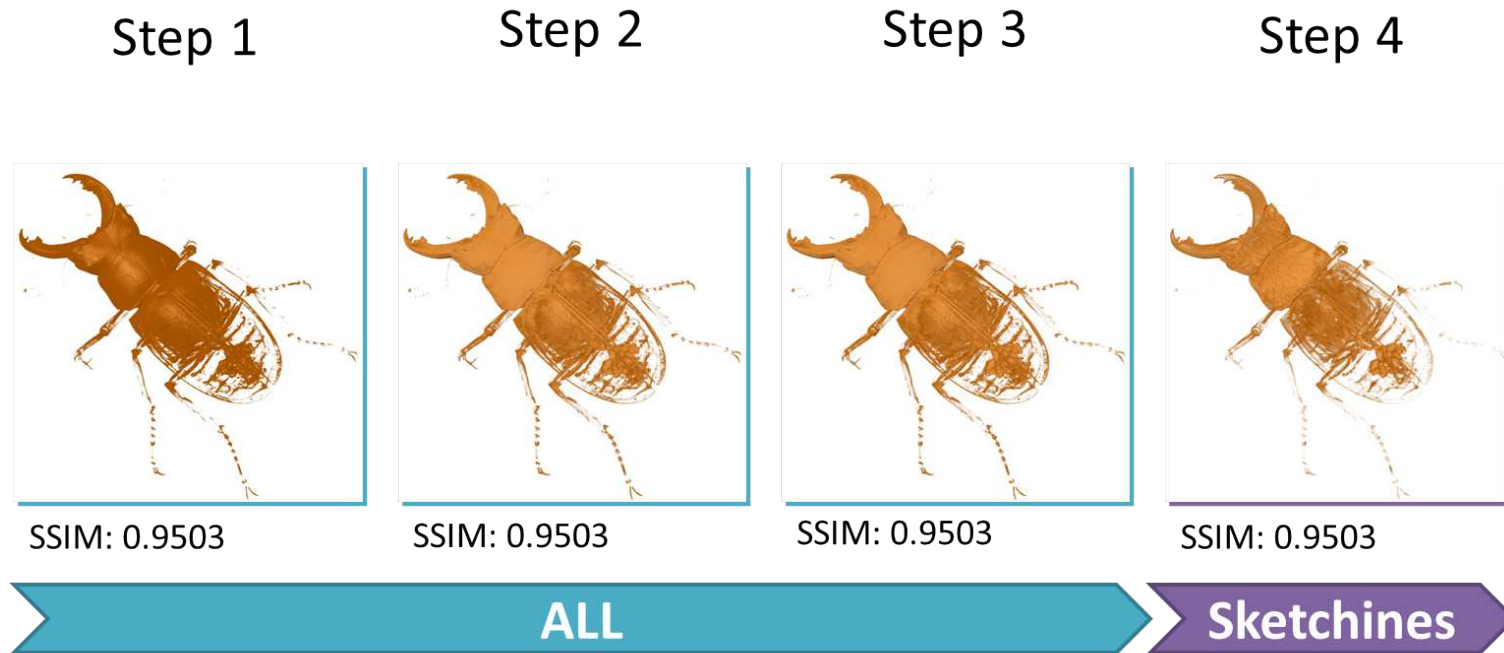 Step 1
Step 2
Step 3
Step 4
SSIM: 0.9503
SSIM: 0.9503
SSIM: 0.9503
SSIM: 0.9503
ALL
Sketchines